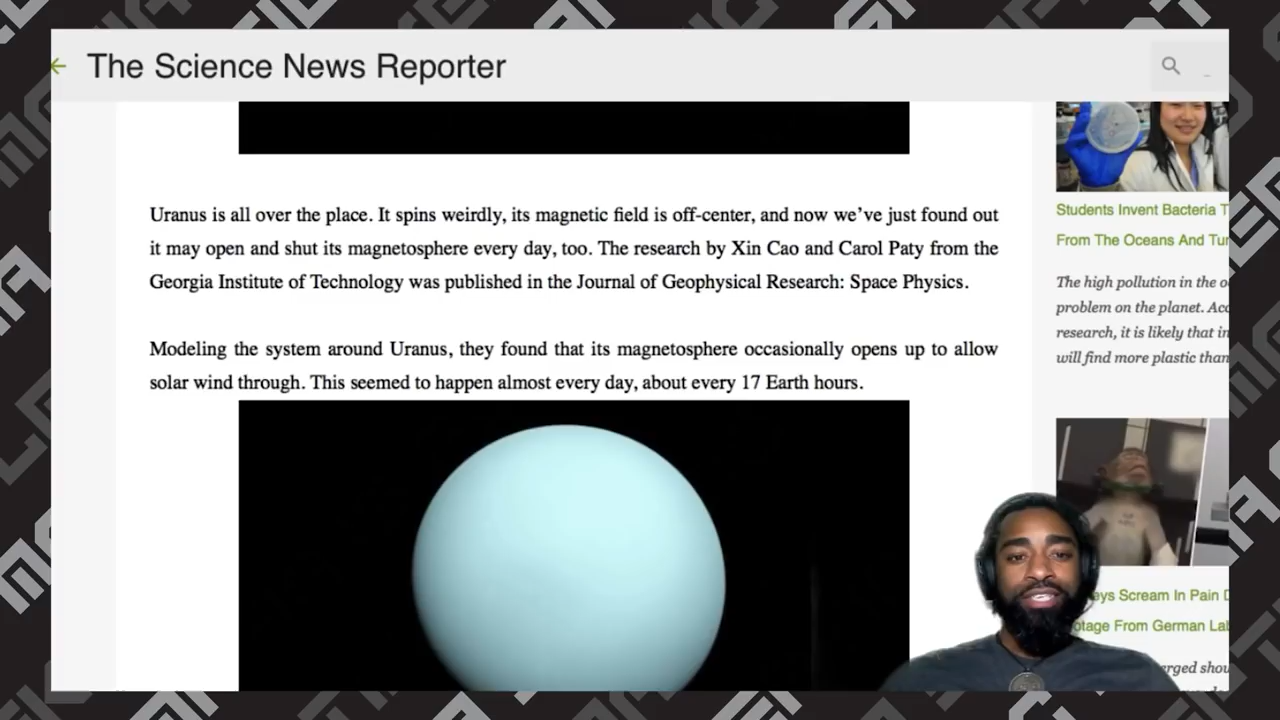 The Science News Reporter
Uranus is all over the place. It spins weirdly, its magnetic field is off-center, and now we’ve just found out
it may open and shut its magnetosphere every day, too. The research by Xin Cao and Carol Paty from the
Georgia Institute of Technology was published in the Journal of Geophysical Research: Space Physics.
Modeling the system around Uranus, they found that its magnetosphere occasionally opens up to allow
solar wind through. This seemed to happen almost every day, about every 17 Earth hours.
Students Invent Bacteria
From The Oceans And
The high pollution in the
problem on the planet.
research, it is likely that
will find more plastic than
Scream In Pain
From German